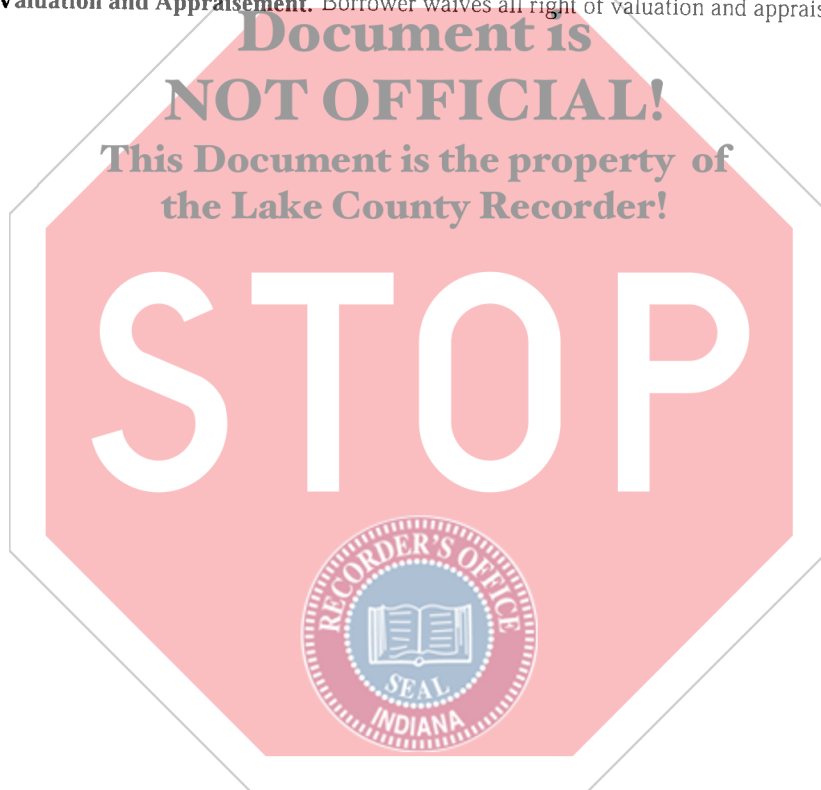 Valuation and Appraisement. Borrower waives all right of valuation and apprais
Document is
NOT OFFICIAL!
This Document is the property of
the Lake County Recorder!
STOP
RECORDER'S OFFICE
SEAL
INDIANA